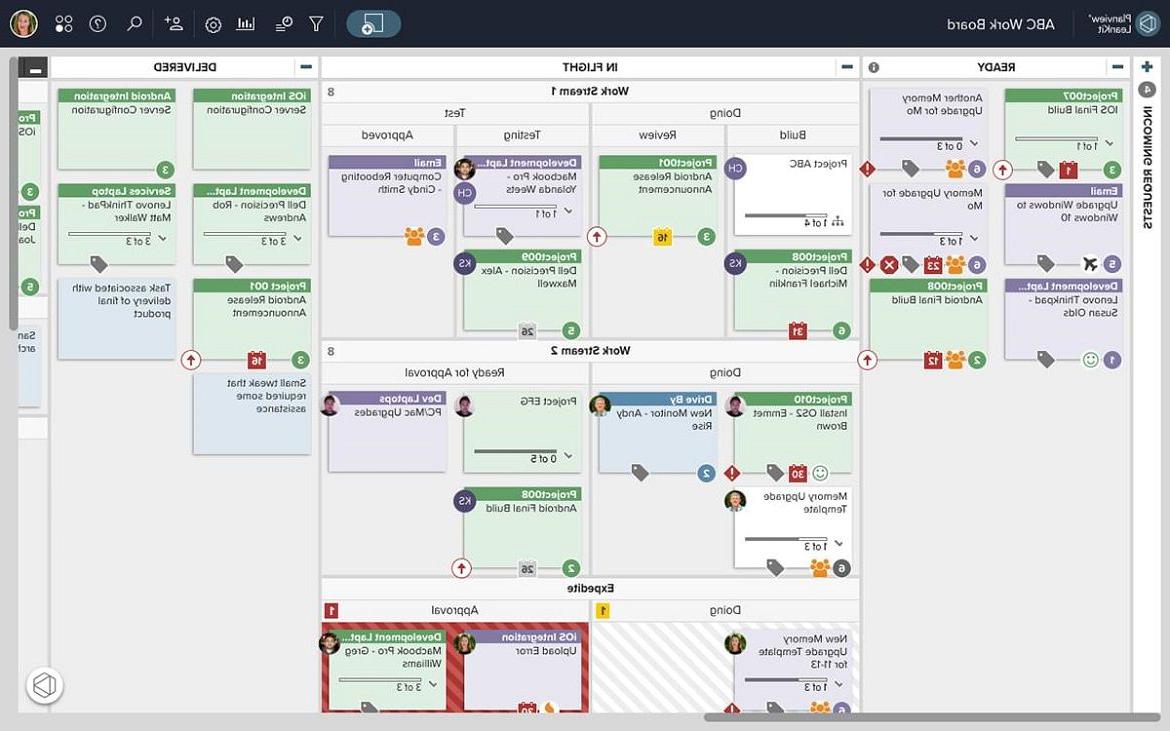 Planview®
LeanKit
ABC Work Board
4
INCOMING REQUESTS
READY
Project007
IOS Final Build
1 of 1
3
1
Another Memory
Upgrade for Mo
0 of 3
6
Email
Upgrade Windows to
Windows 10
5
Memory Upgrade for
Mo
1 of 3
6
23
Development Lapt...
Lenovo Thinkpad -
Susan Olds
1
Project008
Android Final Build
2
12
IN FLIGHT
Work Stream 1
8
Doing
Test
Build
Review
Testing
Approved
Project ABC
1 of 4
CH
Project001
Android Release
Announcement
3
16
Development Lapt...
Macbook Pro -
Yolanda Weets
1 of 1
CH
Email
Computer Rebooting
- Cindy Smith
3
Project008
Dell Precision -
Michael Franklin
6
31
KS
Project009
Dell Precision - Alex
Maxwell
5
26
KS
Work Stream 2
8
Doing
Ready for Approval
Project010
Install OS2 - Emmet
Brown
30
Drive By
New Monitor - Andy
Rise
2
Project EFG
0 of 5
Dev Laptops
PC/Mac Upgrades
Memory Upgrade
Template
1 of 3
6
Project008
Android Final Build
2
26
KS
Expedite
Doing
1
Approval
1
New Memory
Upgrade Template
for 11-13
1 of 3
6
iOS Integration
Upload Error
Development Lapt...
Macbook Pro - Greg
Williams
3 of 3
DELIVERED
iOS Integration
Server Configuration
Android Integration
Server Configuration
3
Development Lapt...
Dell Precision - Rob
Andrews
3 of 3
Services Laptop
Lenovo ThinkPad -
Matt Walker
3 of 3
Project 001
Android Release
Announcement
3
16
Task associated with
delivery of final
product
Small tweak that
required some
assistance
Pro
iOS
3
Pro
Dell
Joa
5
San
arch